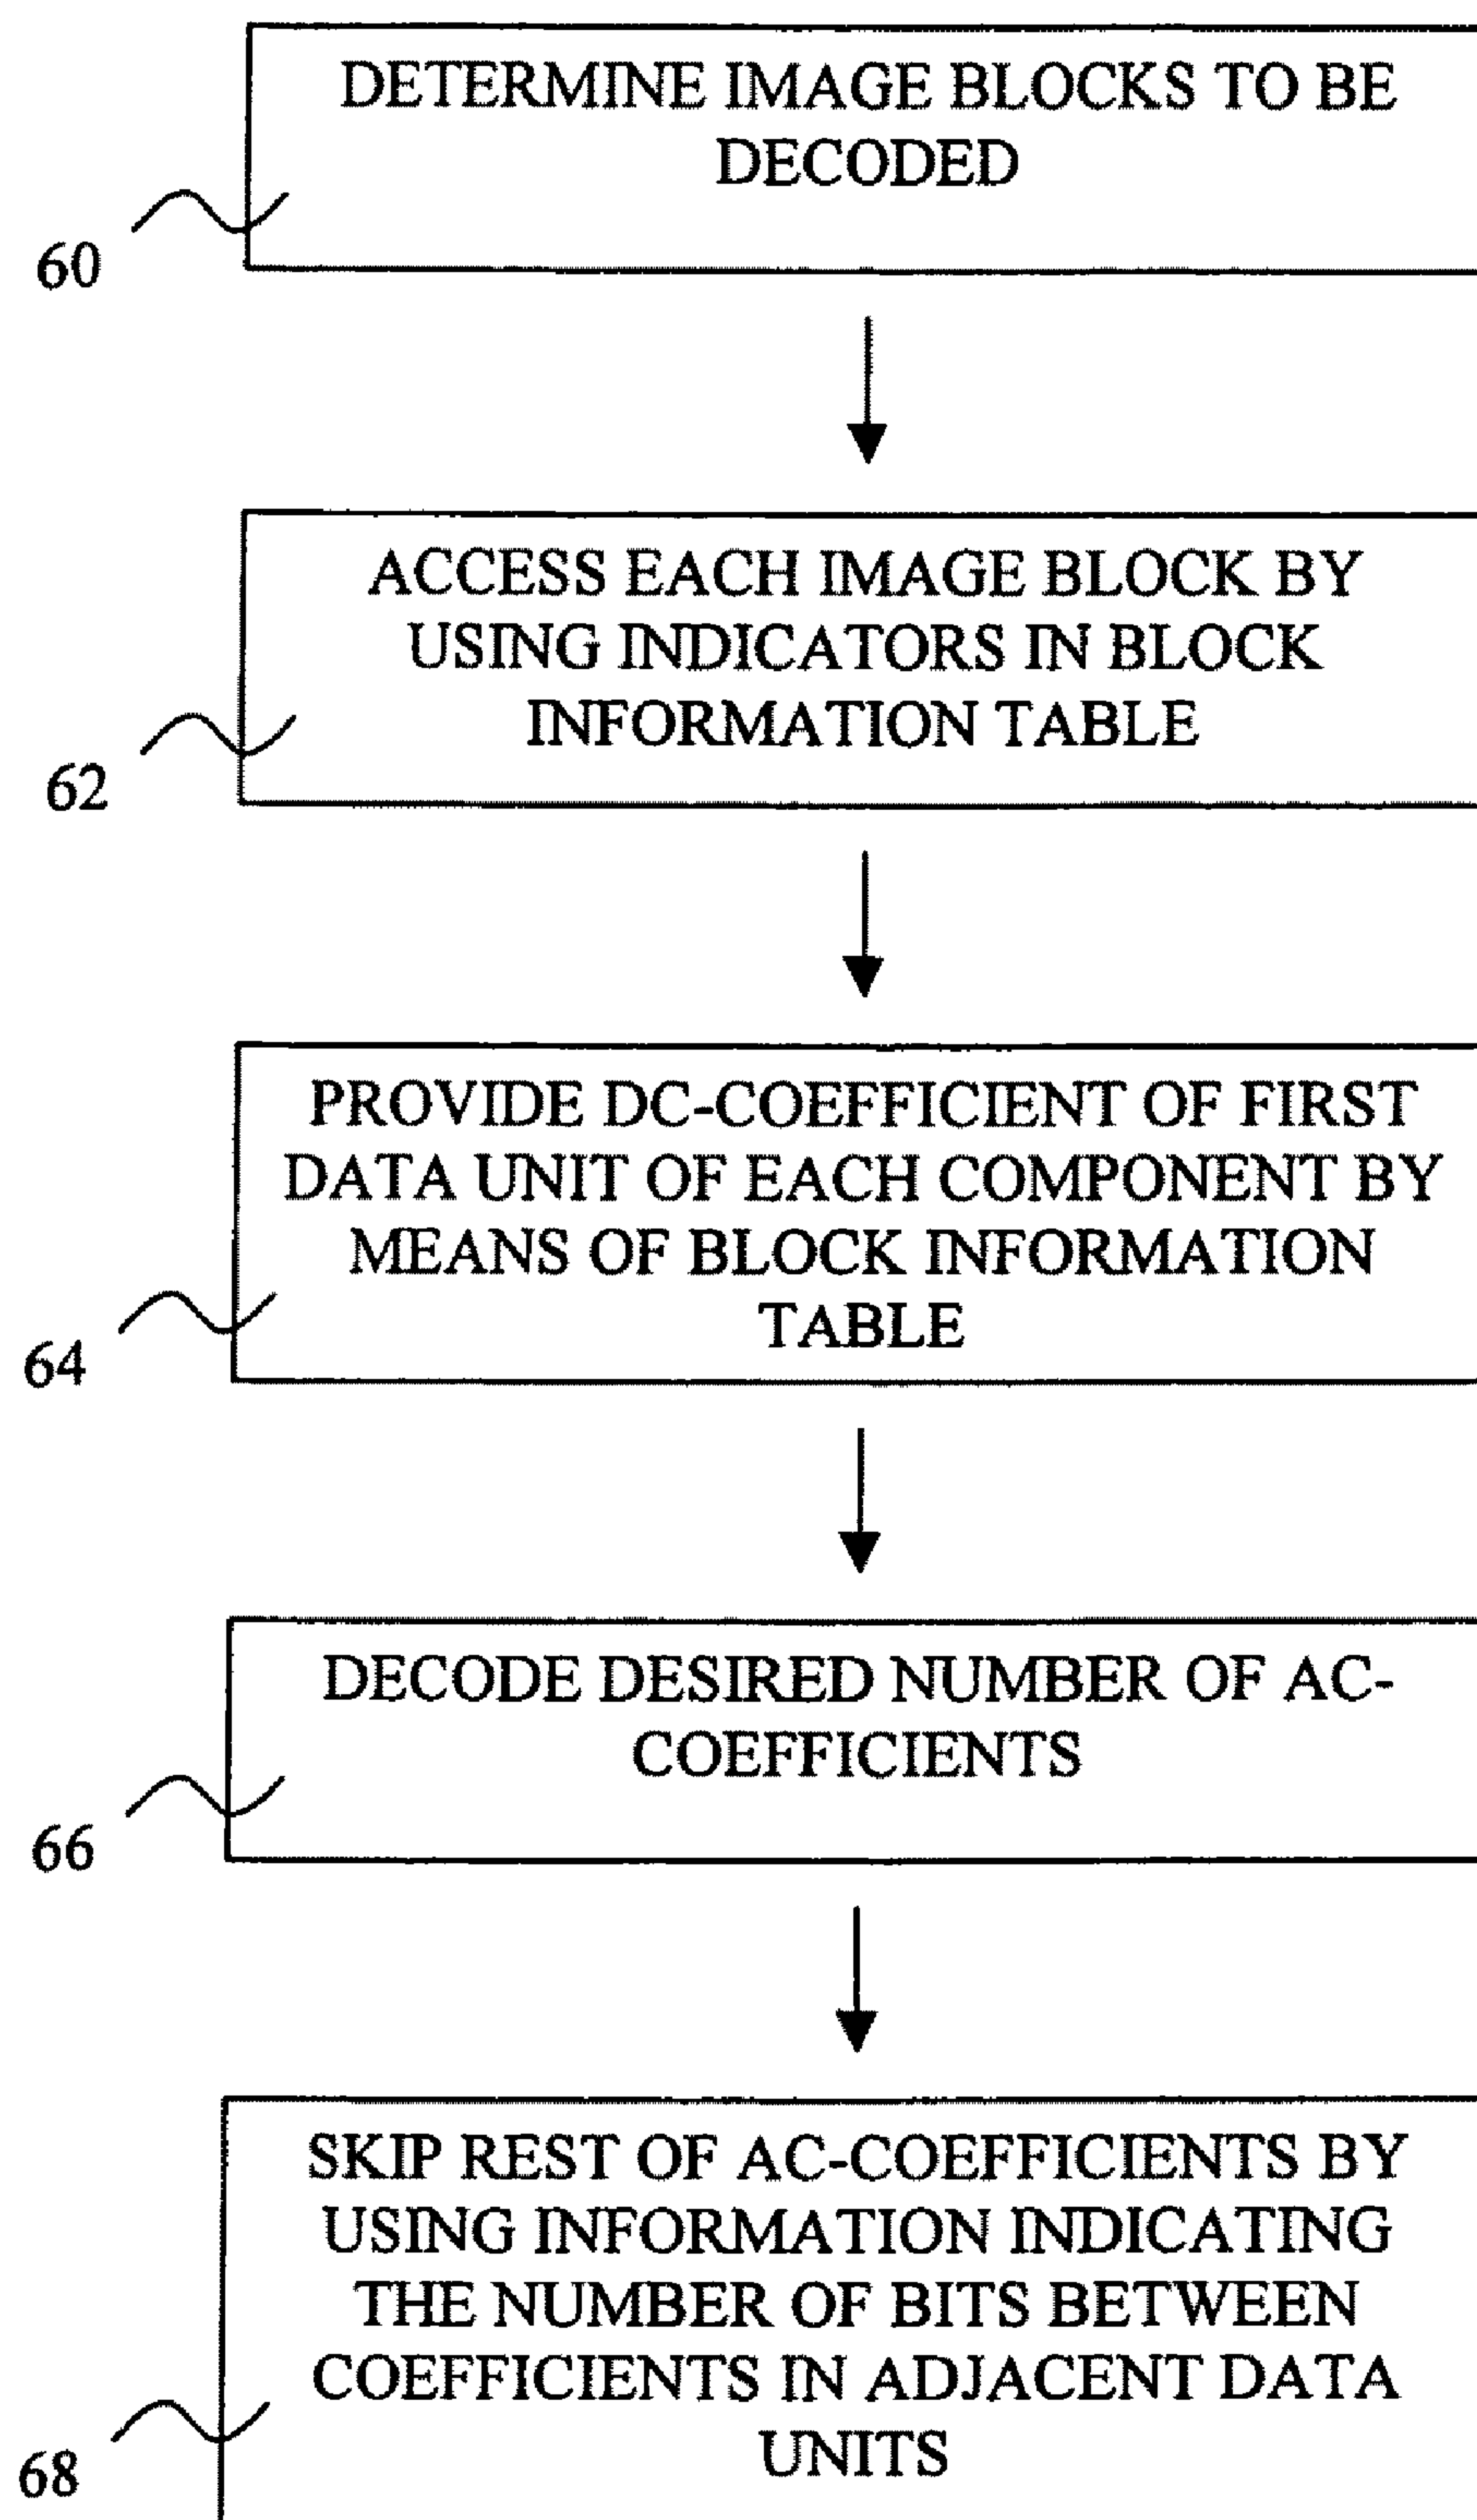 DETERMINE IMAGE BLOCKS TO BE
DECODED
60
ACCESS EACH IMAGE BLOCK BY
USING INDICATORS IN BLOCK
INFORMATION TABLE
62
PROVIDE DC-COEFFICIENT OF FIRST
DATA UNIT OF EACH COMPONENT BY
MEANS OF BLOCK INFORMATION
TABLE
64
DECODE DESIRED NUMBER OF AC-
COEFFICIENTS
66
SKIP REST OF AC-COEFFICIENTS BY
USING INFORMATION INDICATING
THE NUMBER OF BITS BETWEEN
COEFFICIENTS IN ADJACENT DATA
UNITS
68